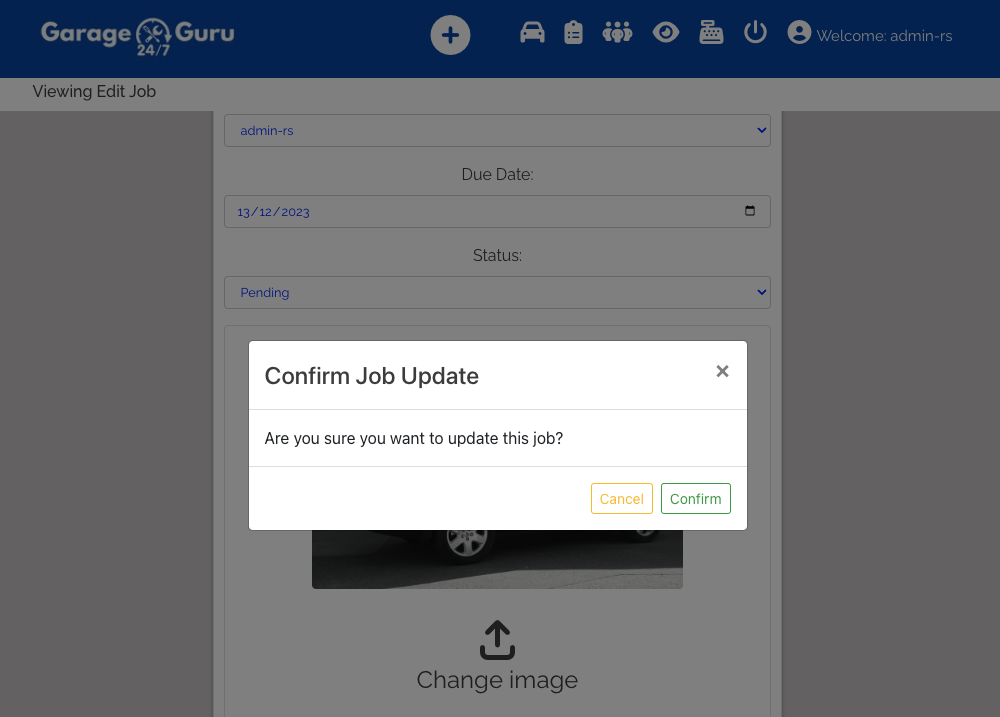 Garage Guru
24/7
Welcome: admin-rs
Viewing Edit Job
admin-rs
Due Date:
13/12/2023
Status:
Pending
Confirm Job Update
×
Are you sure you want to update this job?
Cancel
Confirm
Change image